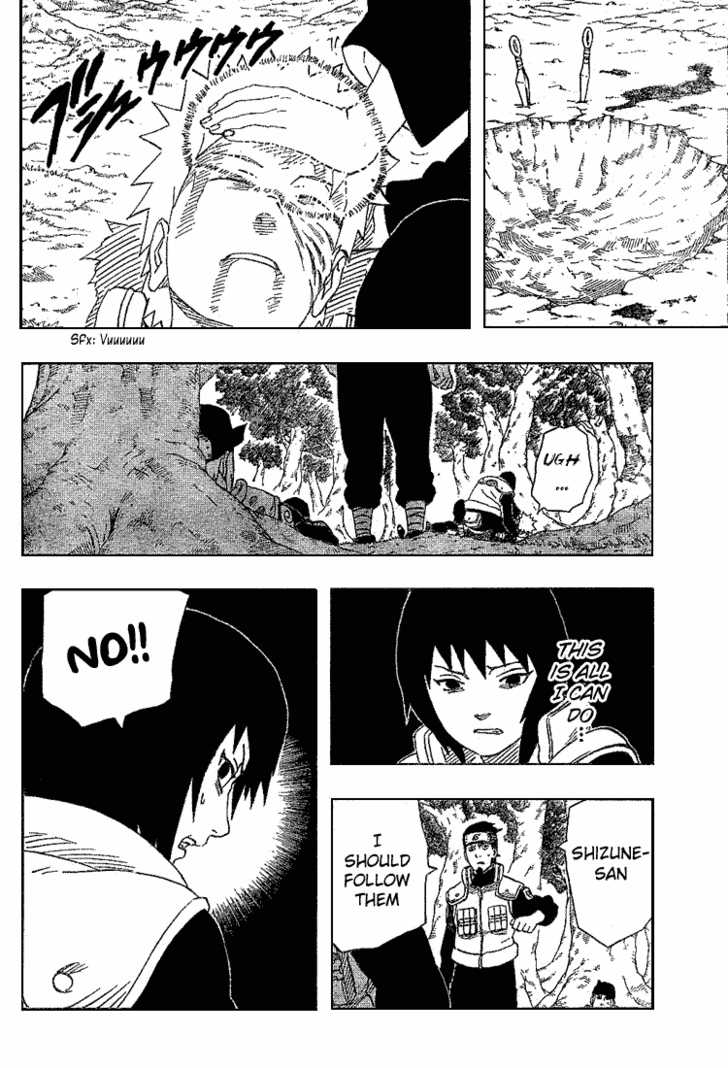 ブシュウウウウ
Sfx: Vuuuuuu
UGH
...
THIS
IS ALL
I CAN
DO...
SHIZUNE-
SAN
I
SHOULD
FOLLOW
THEM
NO!!